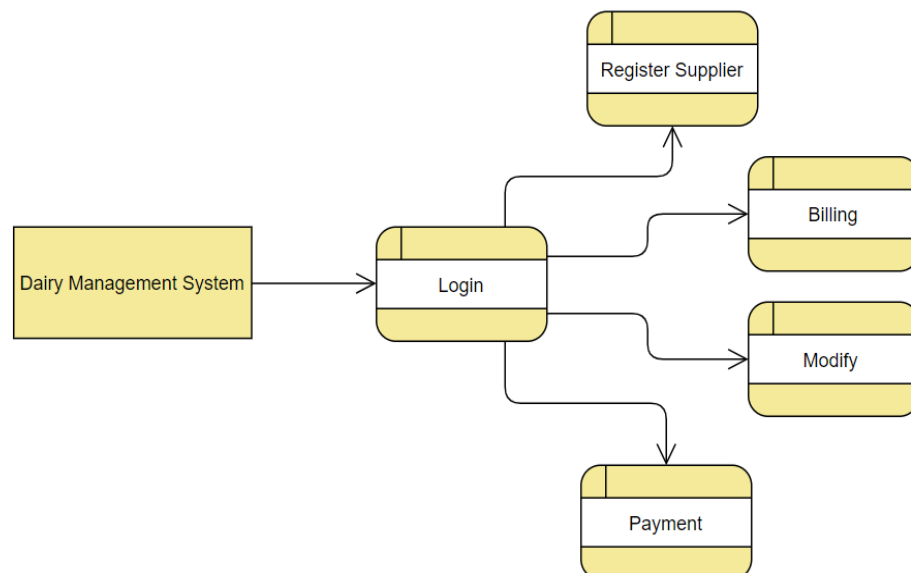 Register Supplier
Billing
Dairy Management System
Login
Modify
Payment